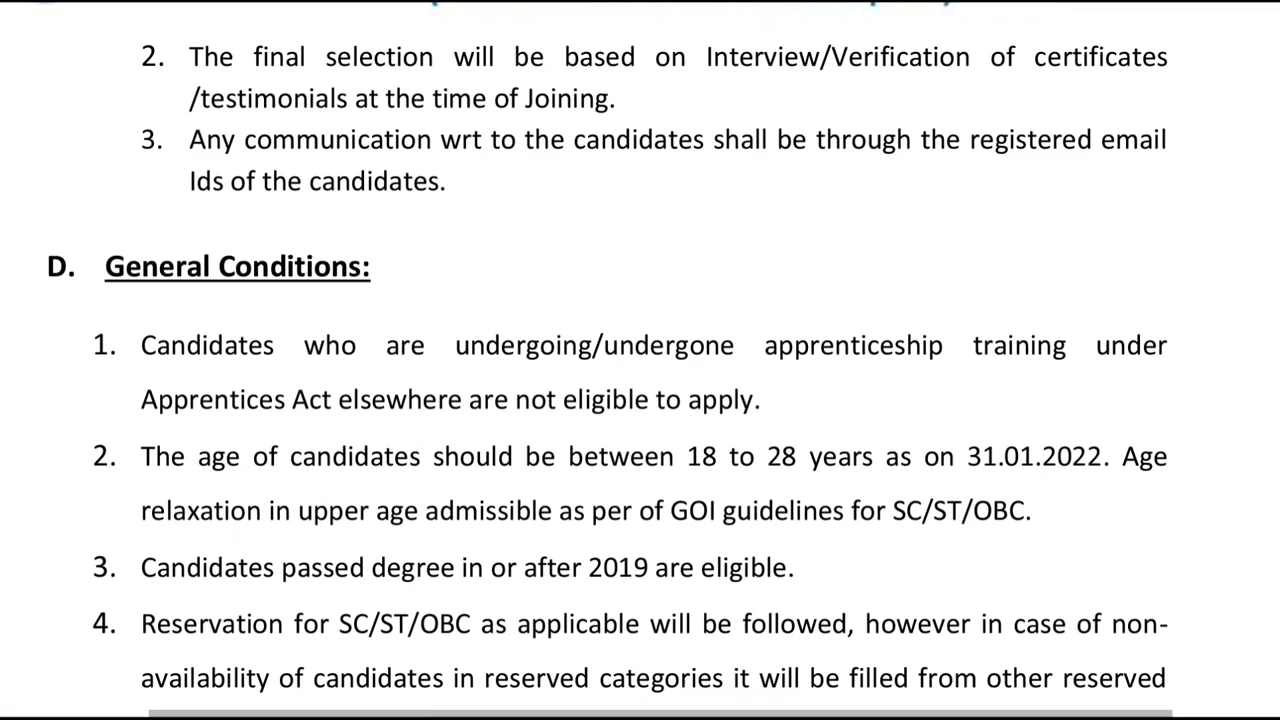 2. The final selection will be based on Interview/Verification of certificates
/testimonials at the time of Joining.
3. Any communication wrt to the candidates shall be through the registered email
Ids of the candidates.
D. General Conditions:
1. Candidates who are undergoing/undergone apprenticeship training under
Apprentices Act elsewhere are not eligible to apply.
2. The age of candidates should be between 18 to 28 years as on 31.01.2022. Age
relaxation in upper age admissible as per of GOI guidelines for SC/ST/OBC.
3. Candidates passed degree in or after 2019 are eligible.
4. Reservation for SC/ST/OBC as applicable will be followed, however in case of non-
availability of candidates in reserved categories it will be filled from other reserved